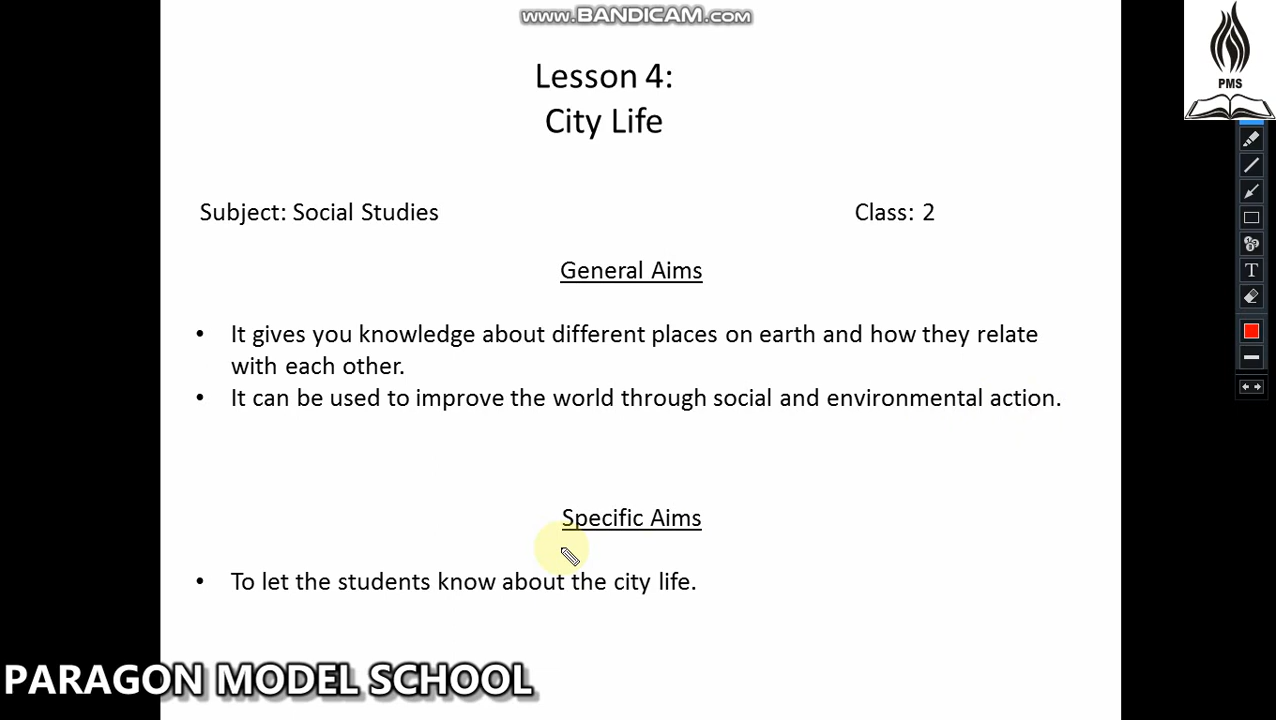 www.BANDICAM.com
PMS
Lesson 4:
City Life
Subject: Social Studies
Class: 2
General Aims
• It gives you knowledge about different places on earth and how they relate
with each other.
• It can be used to improve the world through social and environmental action.
Specific Aims
• To let the students know about the city life.
PARAGON MODEL SCHOOL
T